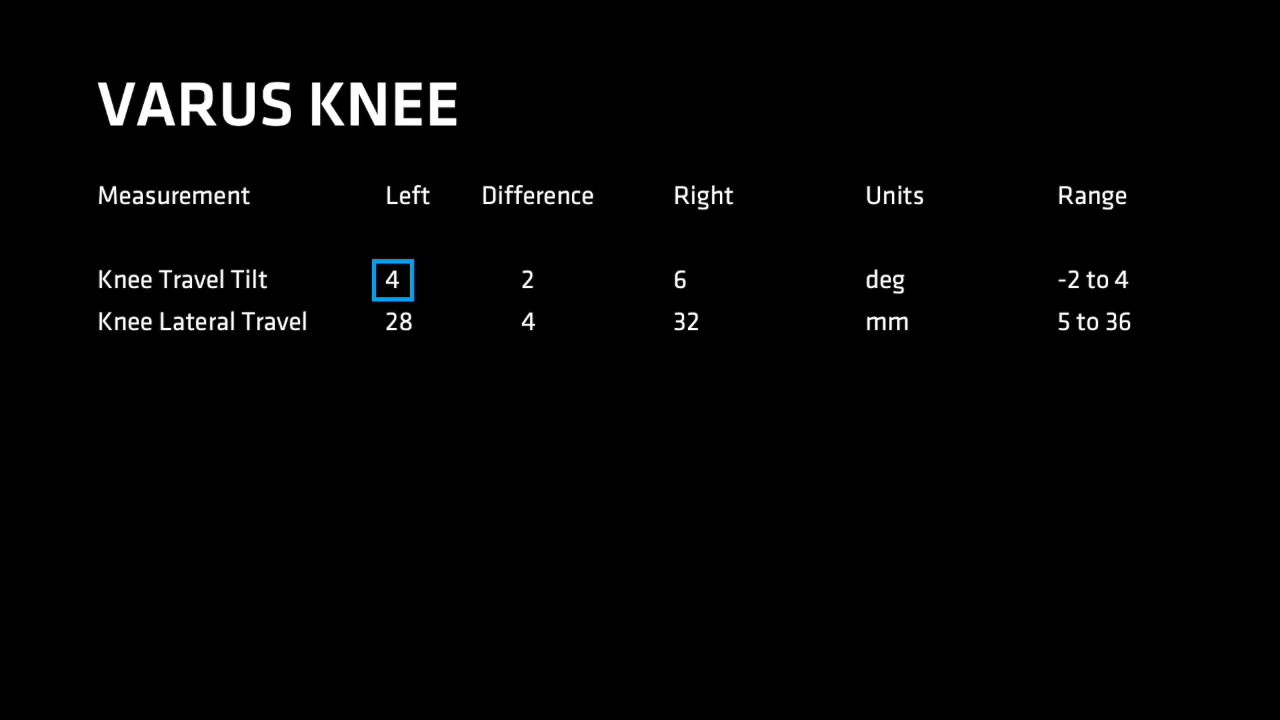 VARUS KNEE
Measurement Left Difference Right Units Range
Knee Travel Tilt 4 2 6 deg -2 to 4
Knee Lateral Travel 28 4 32 mm 5 to 36